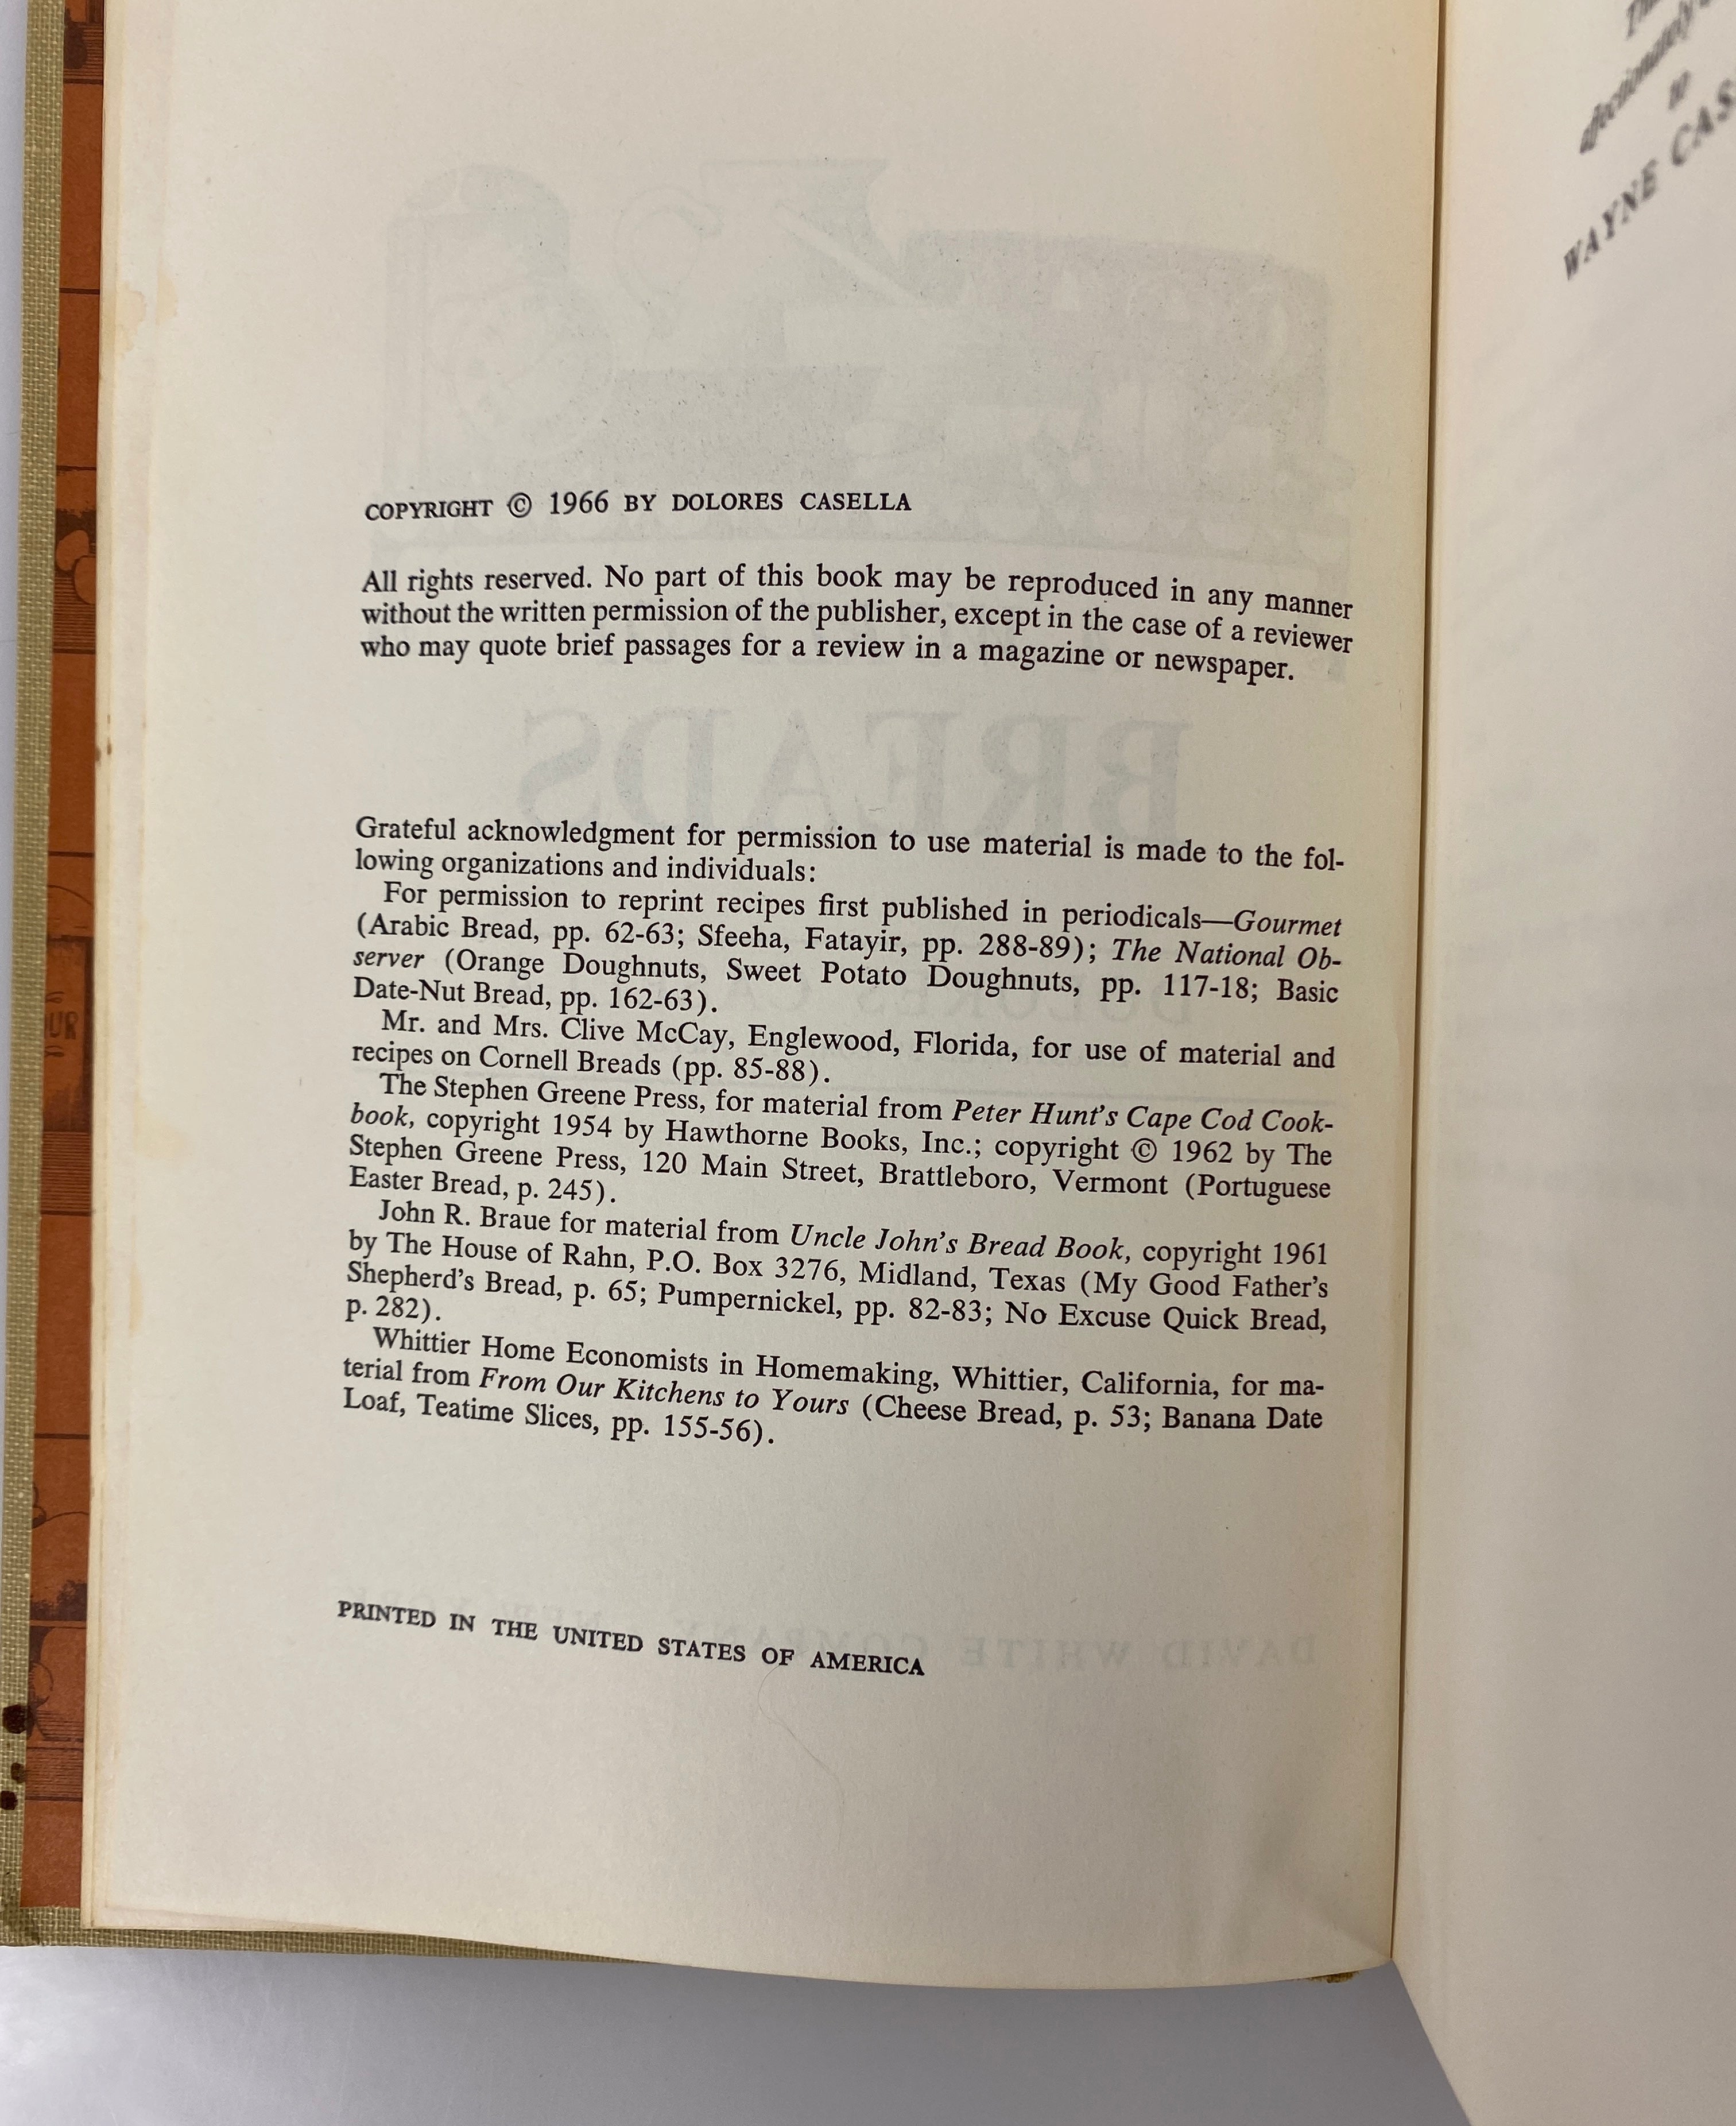 COPYRIGHT © 1966 BY DOLORES CASELLA
All rights reserved. No part of this book may be reproduced in any manner
without the written permission of the publisher, except in the case of a reviewer
who may quote brief passages for a review in a magazine or newspaper.
BREADS
Grateful acknowledgment for permission to use material is made to the fol-
lowing organizations and individuals:
For permission to reprint recipes first published in periodicals—Gourmet
(Arabic Bread, pp. 62-63; Sfeeha, Fatayir, pp. 288-89); The National Ob-
server (Orange Doughnuts, Sweet Potato Doughnuts, pp. 117-18; Basic
Date-Nut Bread, pp. 162-63).
Mr. and Mrs. Clive McCay, Englewood, Florida, for use of material and
recipes on Cornell Breads (pp. 85-88).
The Stephen Greene Press, for material from Peter Hunt's Cape Cod Cook-
book, copyright 1954 by Hawthorne Books, Inc.; copyright © 1962 by The
Stephen Greene Press, 120 Main Street, Brattleboro, Vermont (Portuguese
Easter Bread, p. 245).
John R. Braue for material from Uncle John's Bread Book, copyright 1961
by The House of Rahn, P.O. Box 3276, Midland, Texas (My Good Father's
Shepherd's Bread, p. 65; Pumpernickel, pp. 82-83; No Excuse Quick Bread,
p. 282).
Whittier Home Economists in Homemaking, Whittier, California, for ma-
terial from From Our Kitchens to Yours (Cheese Bread, p. 53; Banana Date
Loaf, Teatime Slices, pp. 155-56).
PRINTED IN THE UNITED STATES OF AMERICA
DAVID WHITE COMPANY
affectionately
to
WAYNE CAS